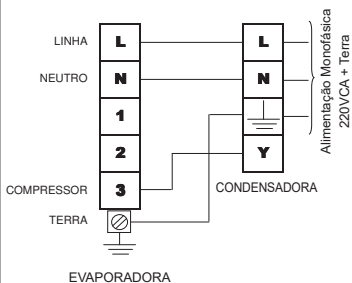 LINHA
L
L
NEUTRO
N
N
1
2
Y
COMPRESSOR
3
CONDENSADORA
TERRA
EVAPORADORA
Alimentação Monofásica
220VCA + Terra